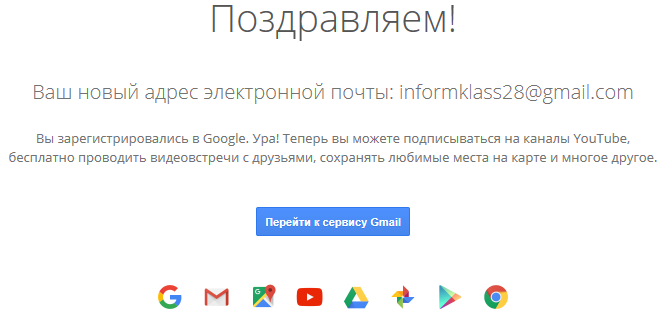 Поздравляем!
Ваш новый адрес электронной почты: informklass28@gmail.com
Вы зарегистрировались в Google. Ура! Теперь вы можете подписываться на каналы YouTube,
бесплатно проводить видеовстречи с друзьями, сохранять любимые места на карте и многое другое.
Перейти к сервису Gmail